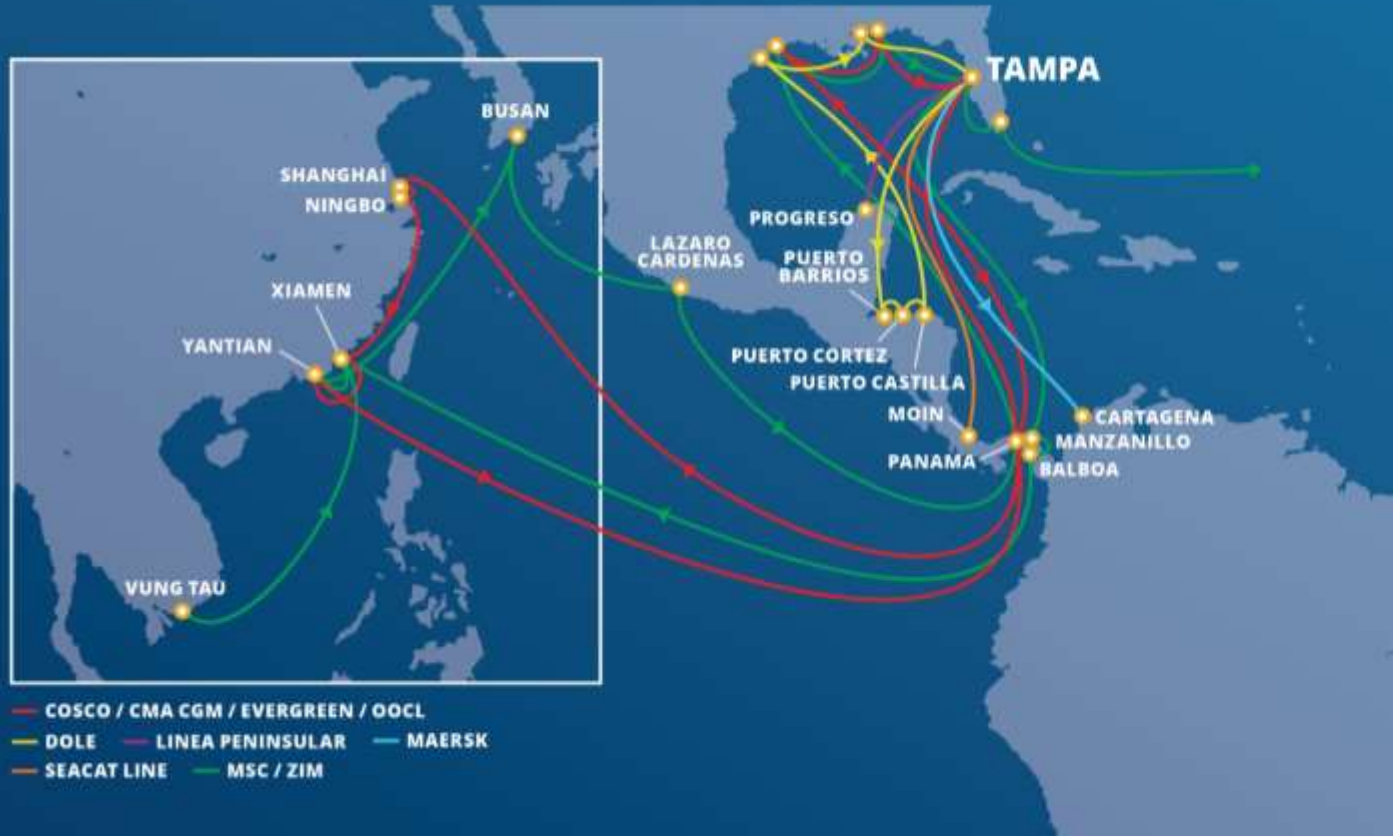 TAMPA
BUSAN
SHANGHAI
NINGBO
PROGRESO
LAZARO
CARDENAS
PUERTO
BARRIOS
XIAMEN
YANTIAN
PUERTO CORTEZ
PUERTO CASTILLA
MOIN
CARTAGENA
MANZANILLO
PANAMA
BALBOA
VUNG TAU
COSCO / CMA CGM / EVERGREEN / OOCL
DOLE LINEA PENINSULAR MAERSK
SEACAT LINE MSC / ZIM